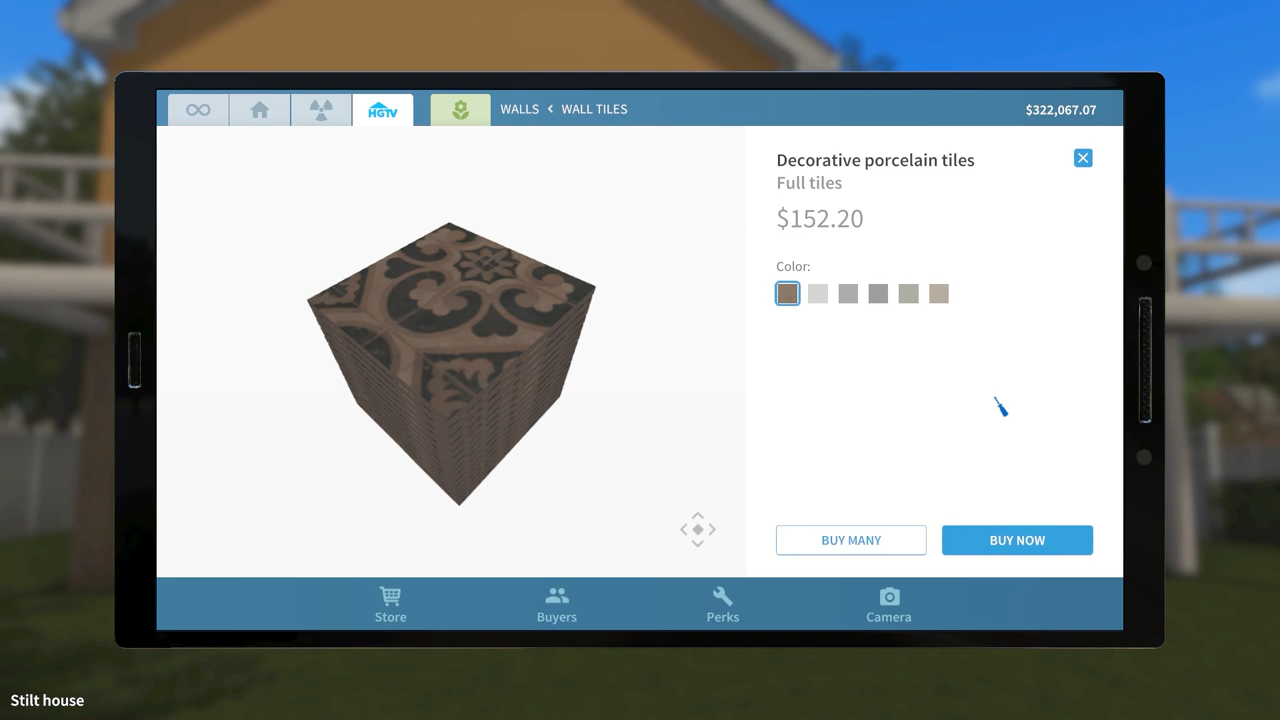 HGTV
WALLS < WALL TILES
$322,067.07
Decorative porcelain tiles
Full tiles
$152.20
Color:
BUY MANY
BUY NOW
Store
Buyers
Perks
Camera
Stilt house